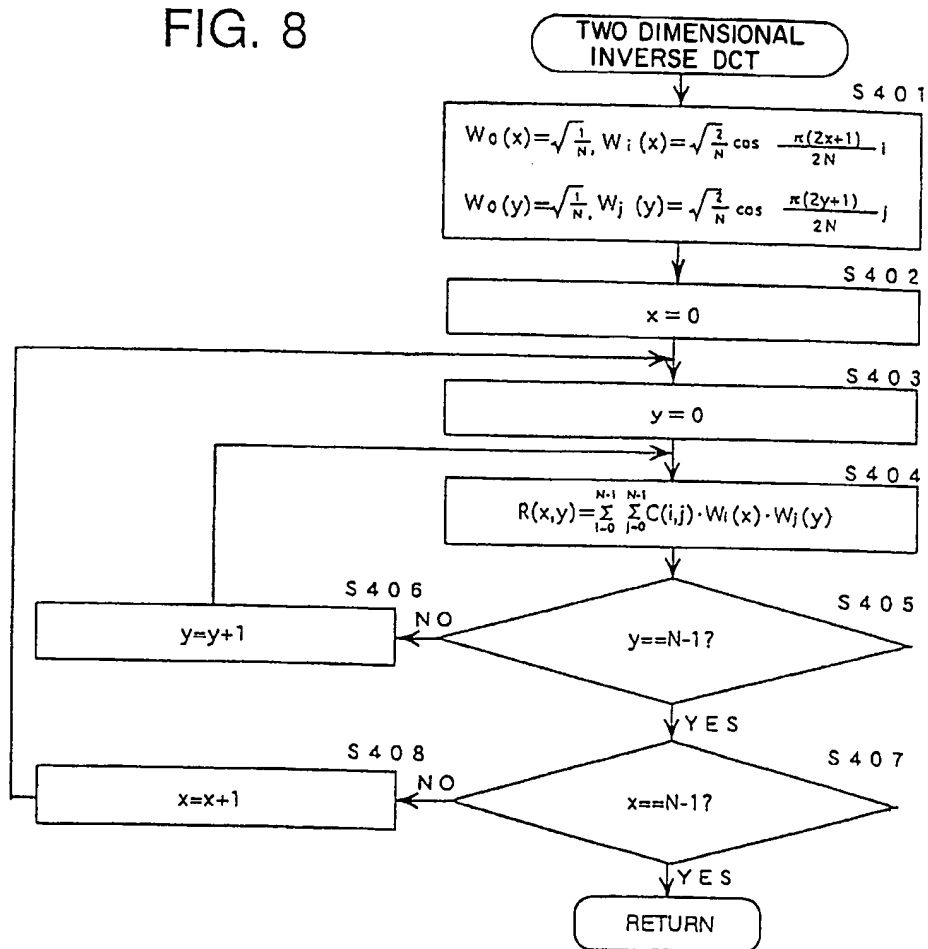 FIG. 8
TWO DIMENSIONAL
INVERSE DCT
S401
W₀(x)=√(1/N), Wᵢ(x)=√(2/N) cos π(2x+1)/2N i
W₀(y)=√(1/N), Wⱼ(y)=√(2/N) cos π(2y+1)/2N j
S402
x=0
S403
y=0
S404
R(x,y)=Σ(i=0 to N-1) Σ(j=0 to N-1) C(i,j)·Wᵢ(x)·Wⱼ(y)
S406
y=y+1
NO
S405
y==N-1?
YES
S408
x=x+1
NO
S407
x==N-1?
YES
RETURN